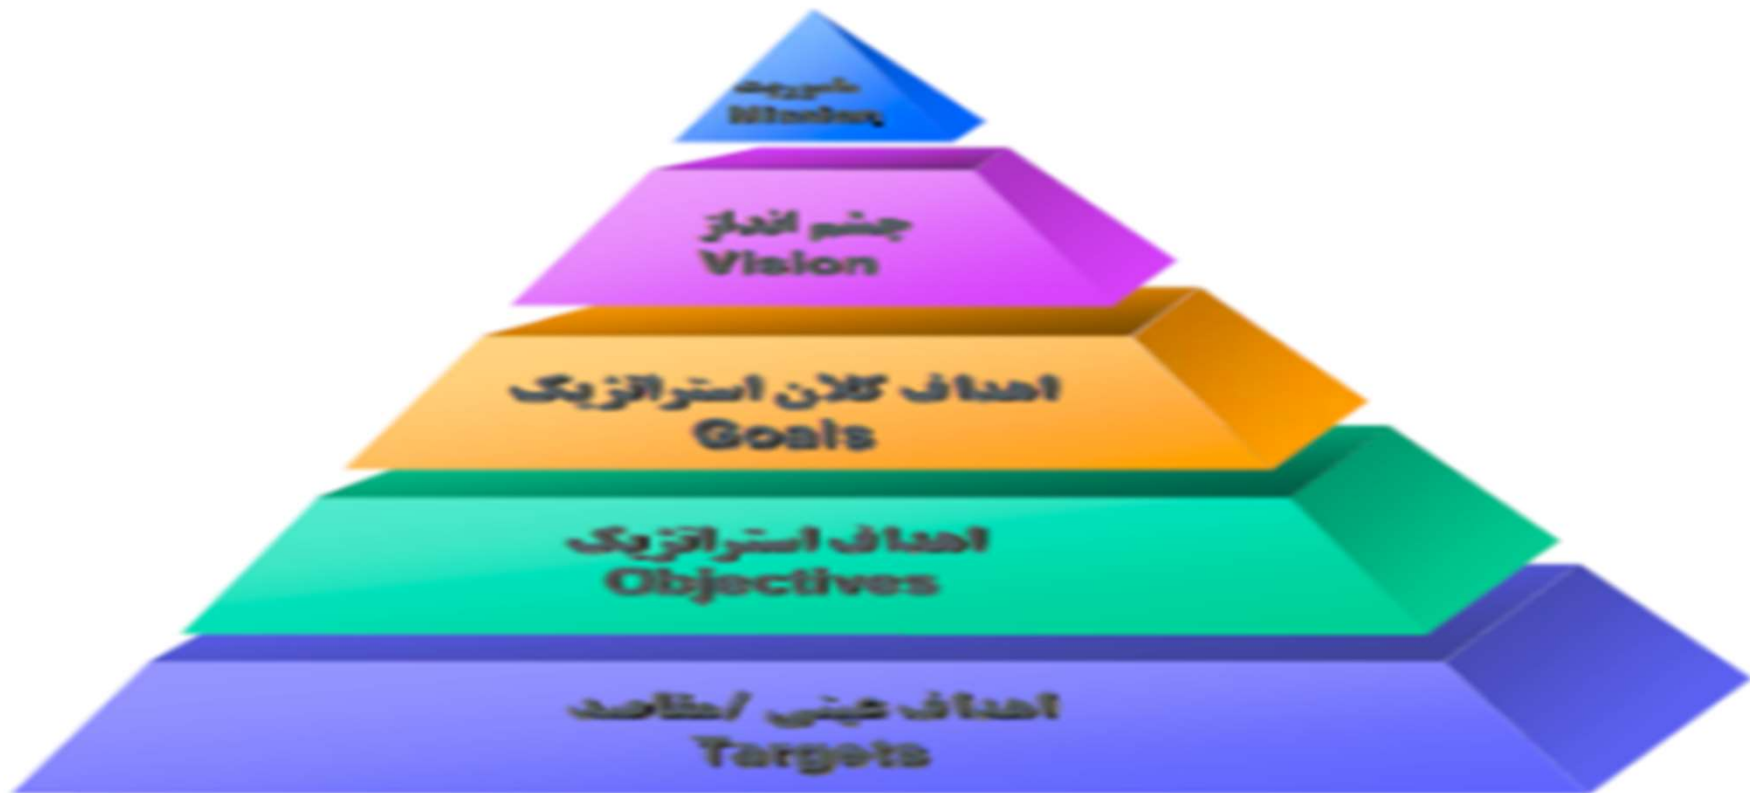 ماموریت
Mission
چشم انداز
Vision
اهداف کلان استراتژیک
Goals
اهداف استراتژیک
Objectives
اهداف عینی /مقاصد
Targets